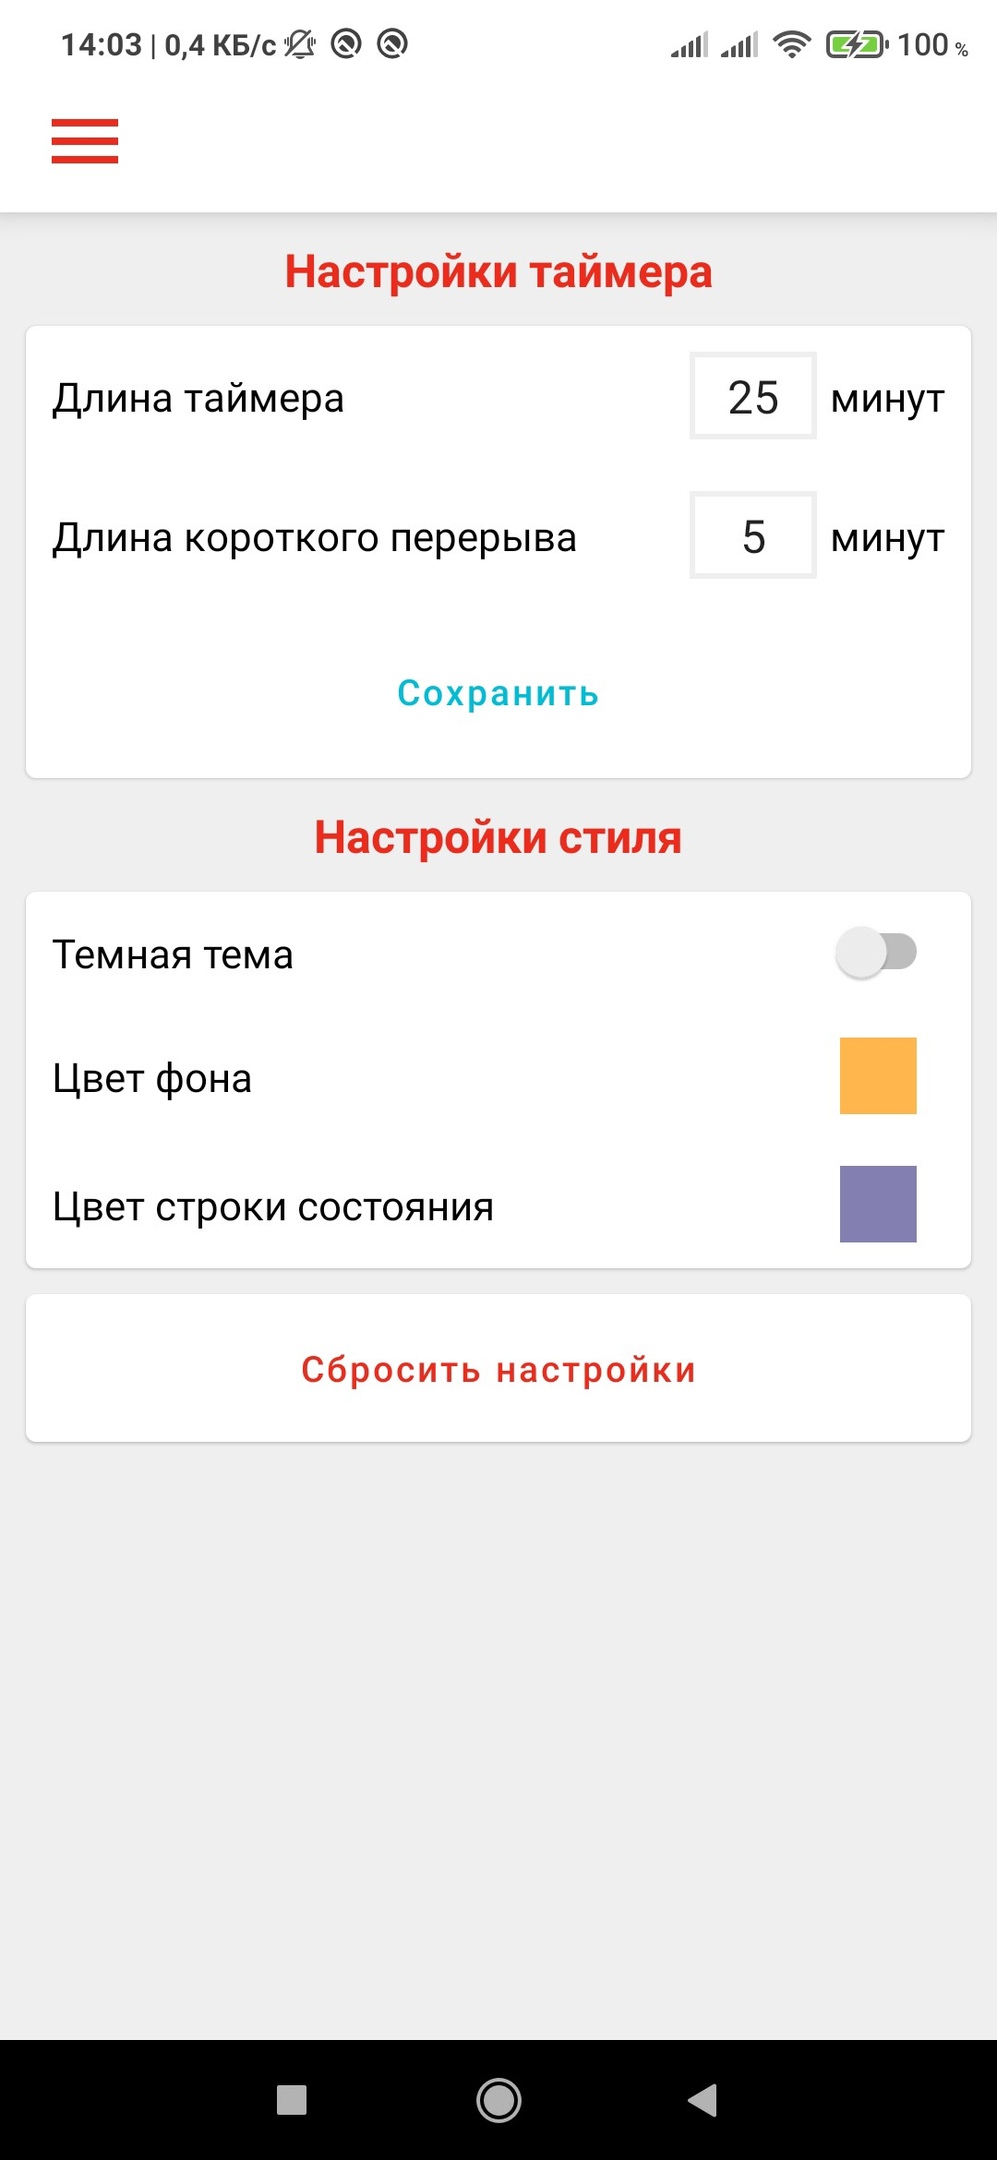 14:03 | 0,4 КБ/с 100 %
Настройки таймера
Длина таймера 25 минут
Длина короткого перерыва 5 минут
Сохранить
Настройки стиля
Темная тема
Цвет фона
Цвет строки состояния
Сбросить настройки